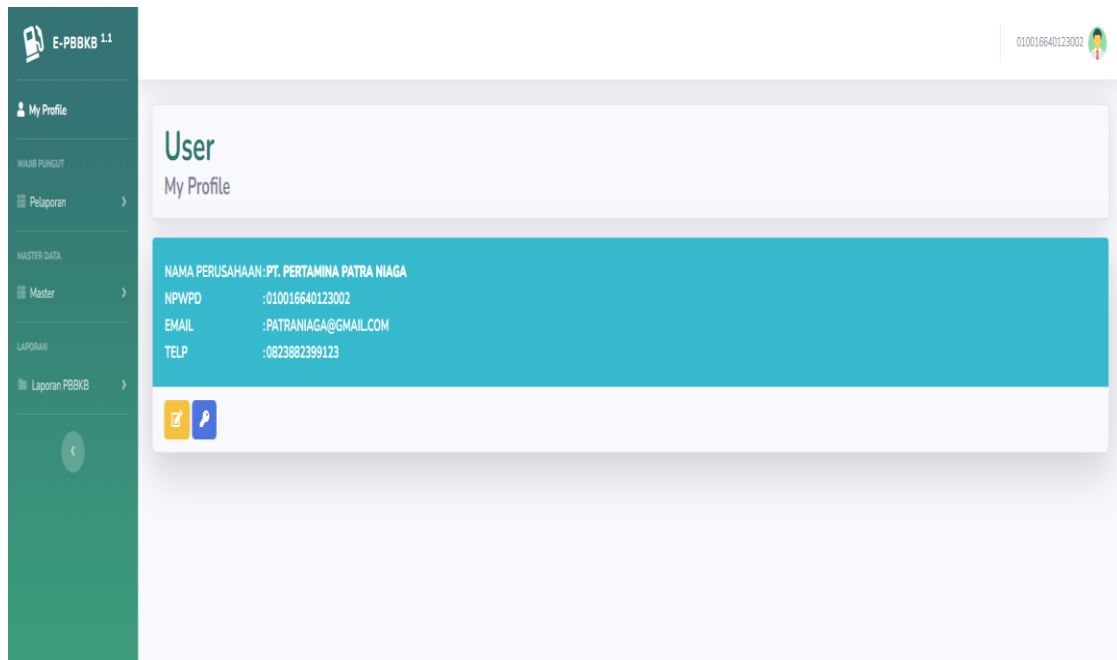 E-PBBKB 1.1
My Profile
WAJIB PUNGUT
Pelaporan
MASTER DATA
Master
LAPORAN
Laporan PBBKB
010016640123002
User
My Profile
NAMA PERUSAHAAN:PT. PERTAMINA PATRA NIAGA
NPWPD :010016640123002
EMAIL :PATRANIAGA@GMAIL.COM
TELP :0823882399123